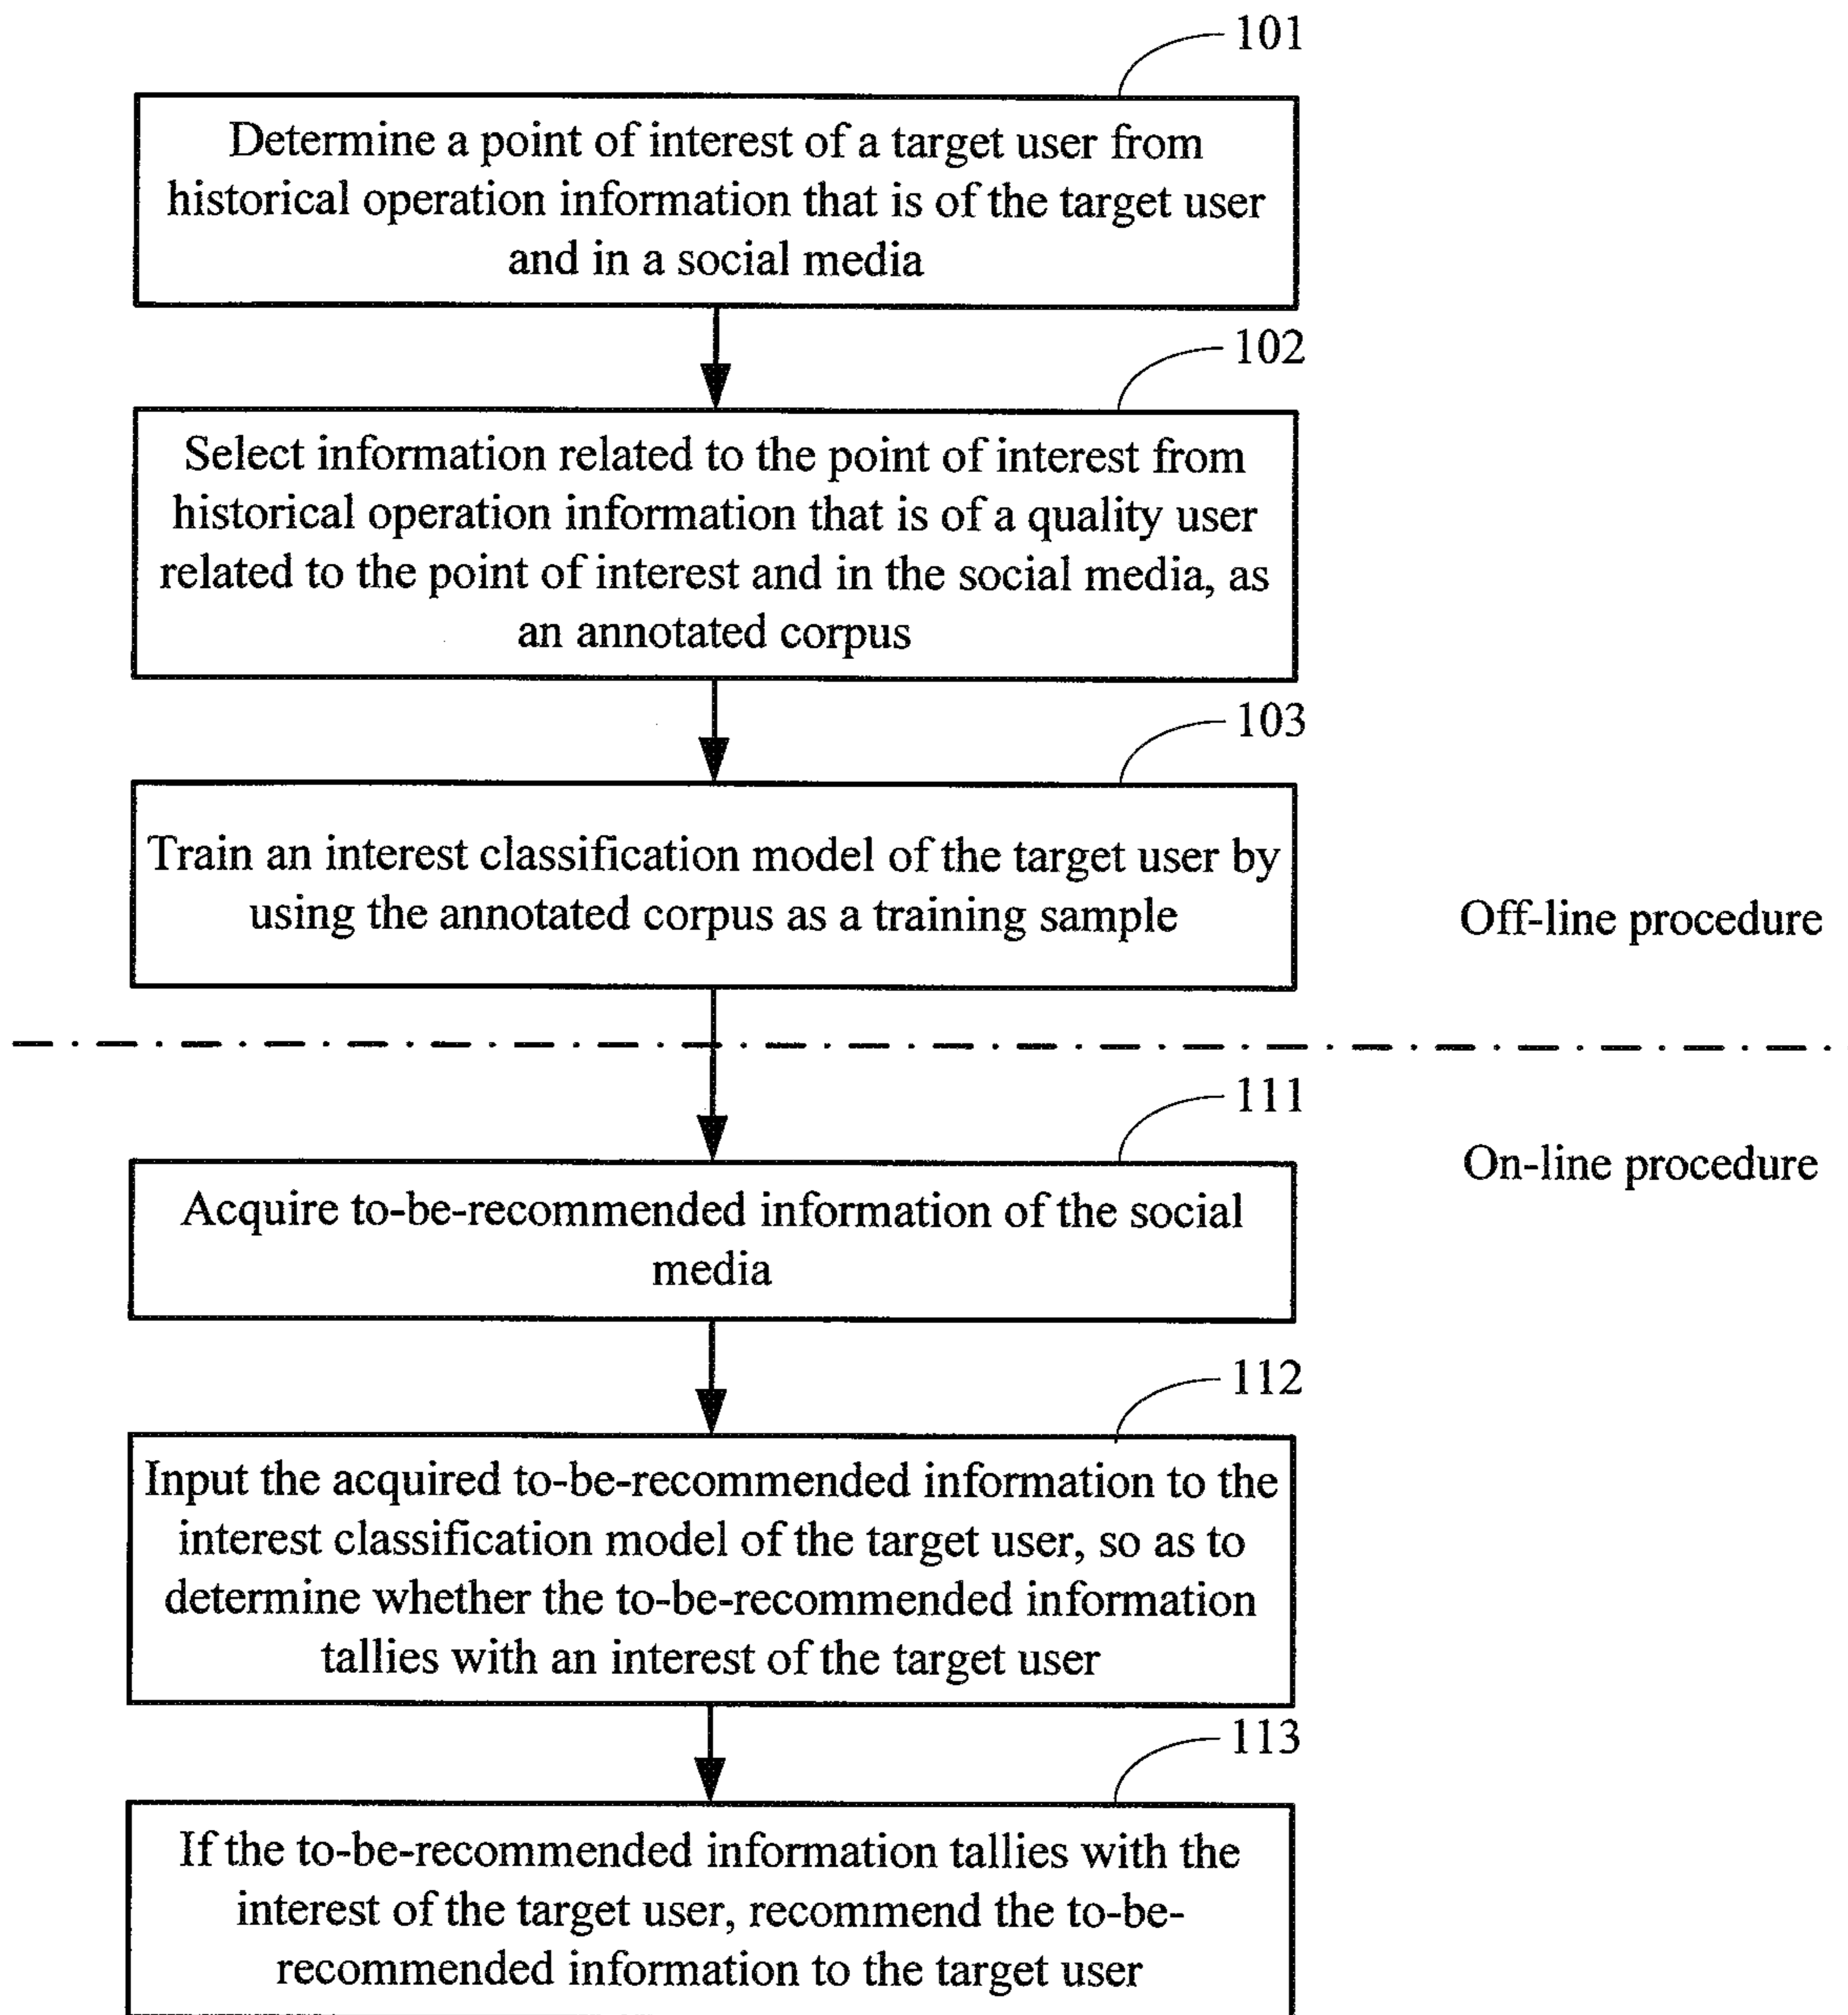 101
Determine a point of interest of a target user from
historical operation information that is of the target user
and in a social media
102
Select information related to the point of interest from
historical operation information that is of a quality user
related to the point of interest and in the social media, as
an annotated corpus
103
Train an interest classification model of the target user by
using the annotated corpus as a training sample
Off-line procedure
111
On-line procedure
Acquire to-be-recommended information of the social
media
112
Input the acquired to-be-recommended information to the
interest classification model of the target user, so as to
determine whether the to-be-recommended information
tallies with an interest of the target user
113
If the to-be-recommended information tallies with the
interest of the target user, recommend the to-be-
recommended information to the target user